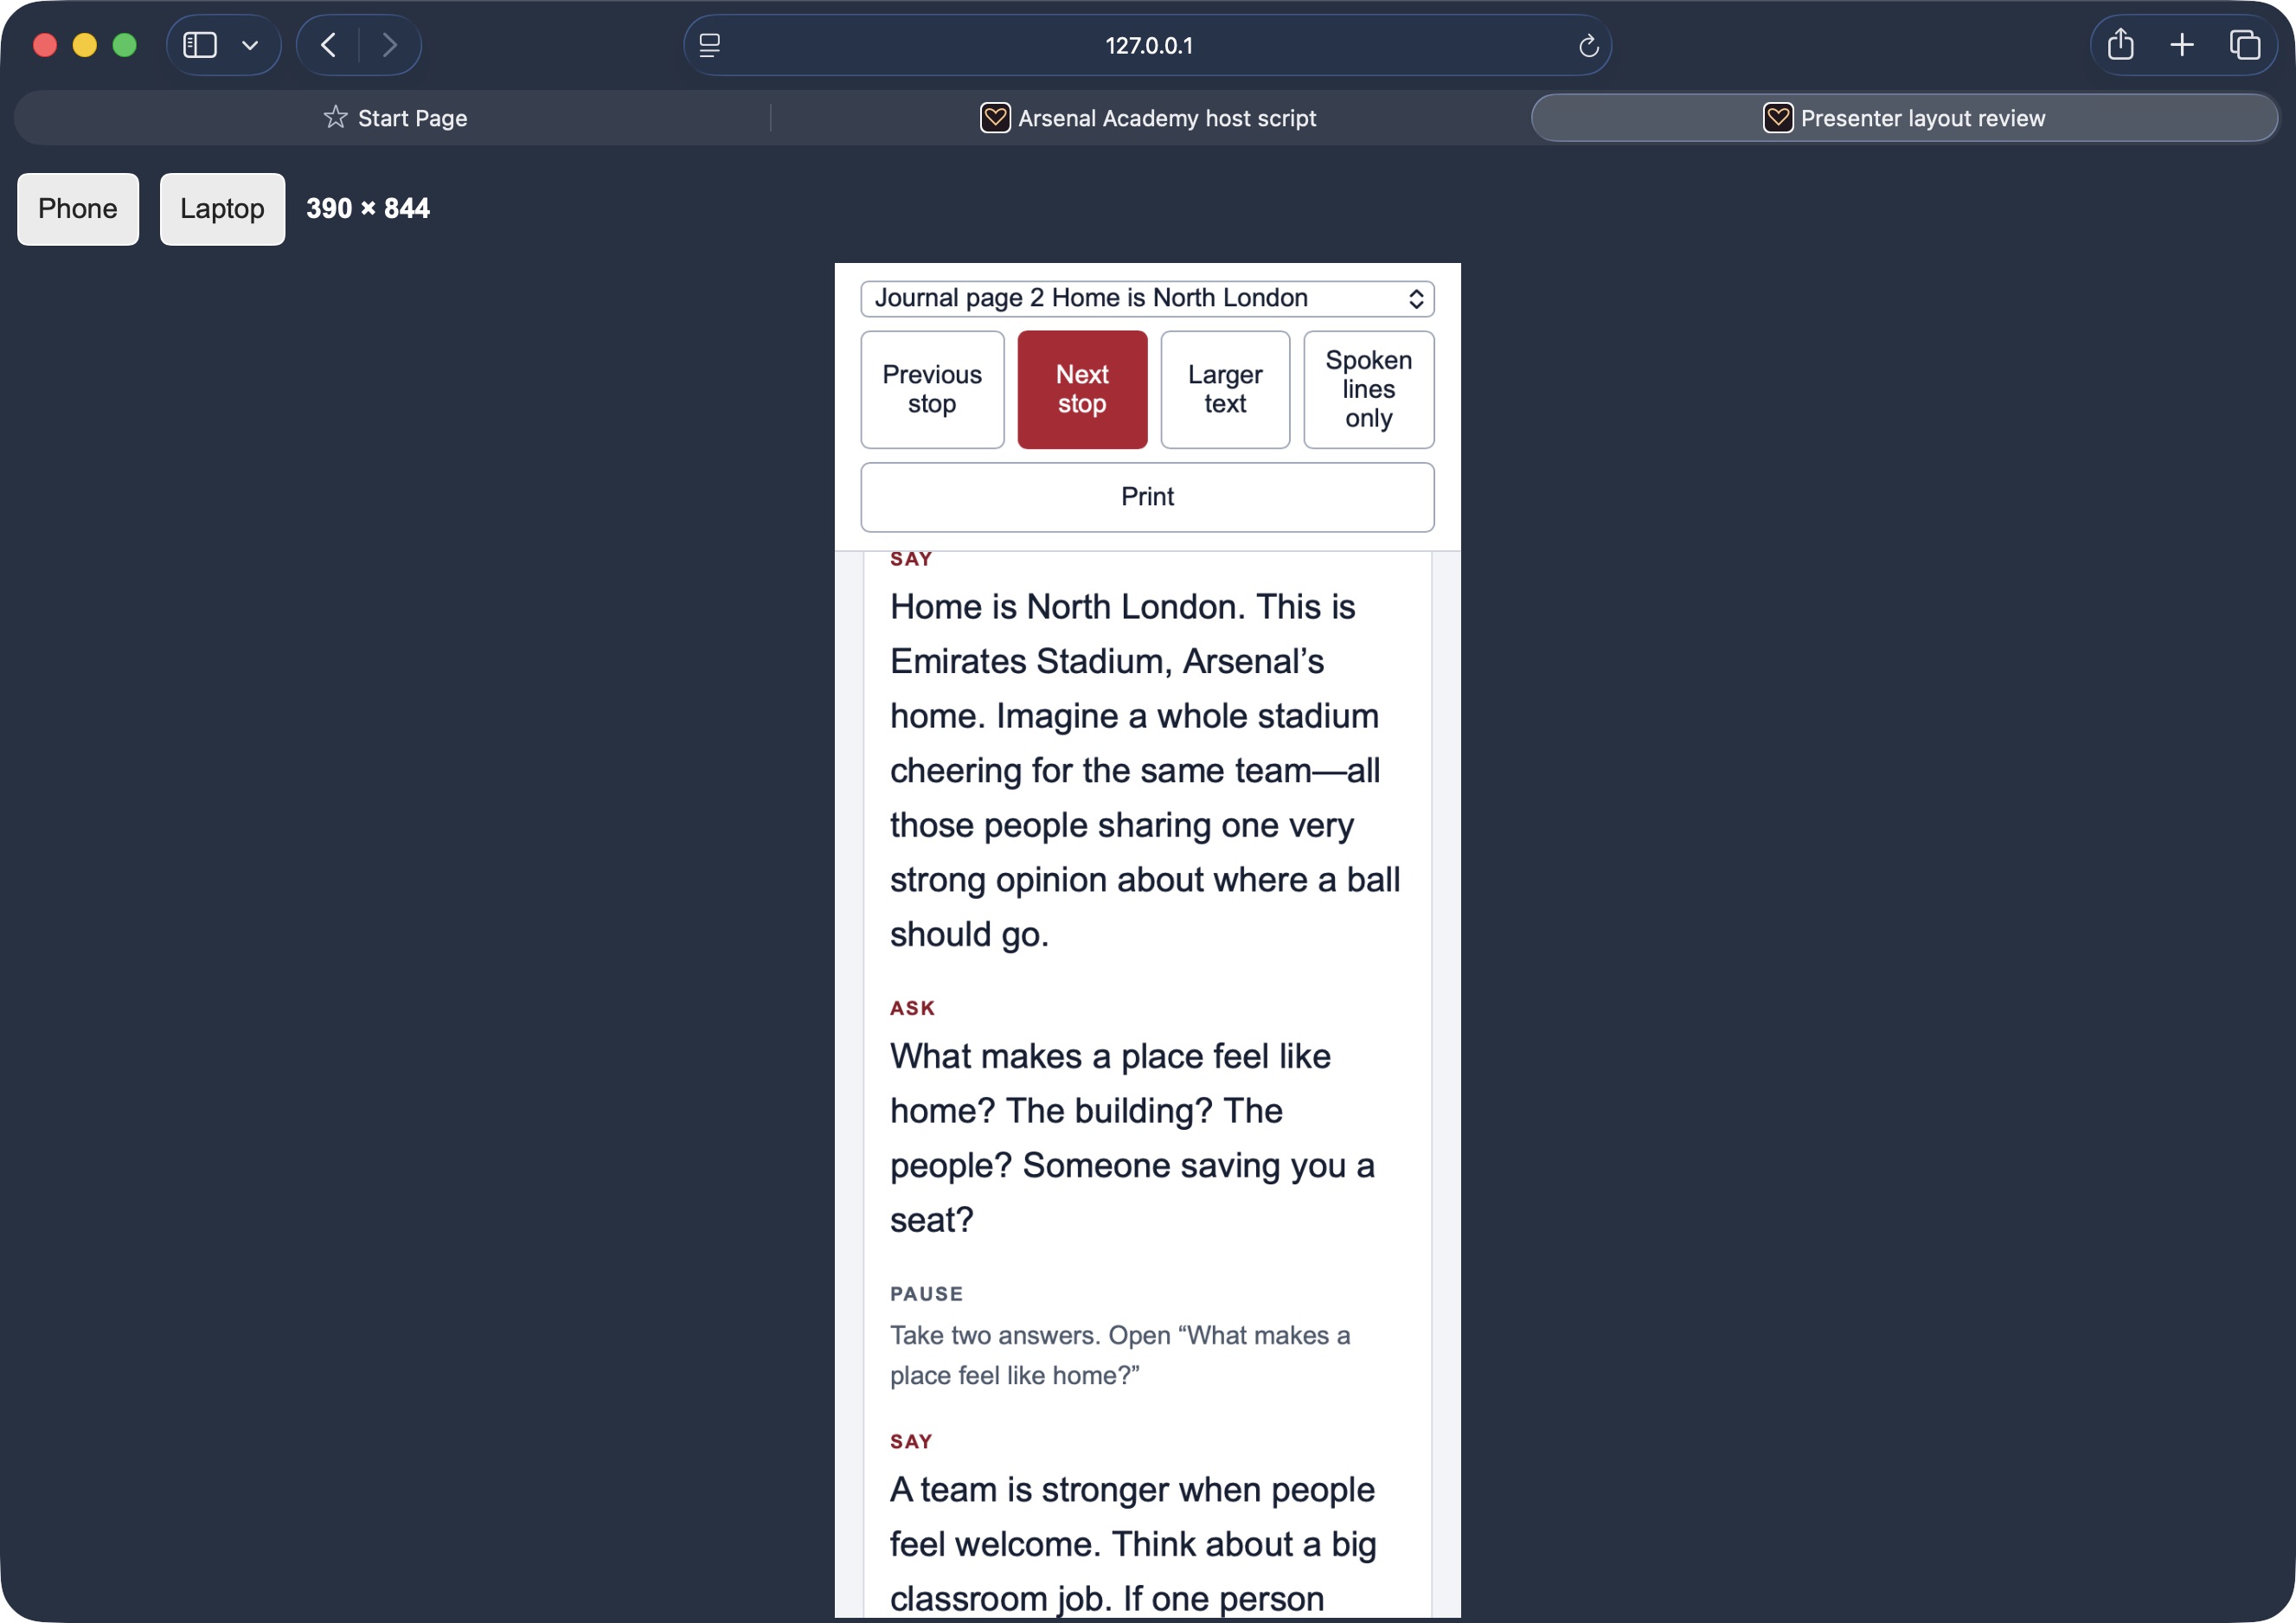 127.0.0.1
Start Page
Arsenal Academy host script
Presenter layout review
Phone
Laptop
390 × 844
Journal page 2 Home is North London
Previous
stop
Next
stop
Larger
text
Spoken
lines
only
Print
SAY
Home is North London. This is
Emirates Stadium, Arsenal’s
home. Imagine a whole stadium
cheering for the same team—all
those people sharing one very
strong opinion about where a ball
should go.
ASK
What makes a place feel like
home? The building? The
people? Someone saving you a
seat?
PAUSE
Take two answers. Open “What makes a
place feel like home?”
SAY
A team is stronger when people
feel welcome. Think about a big
classroom job. If one person